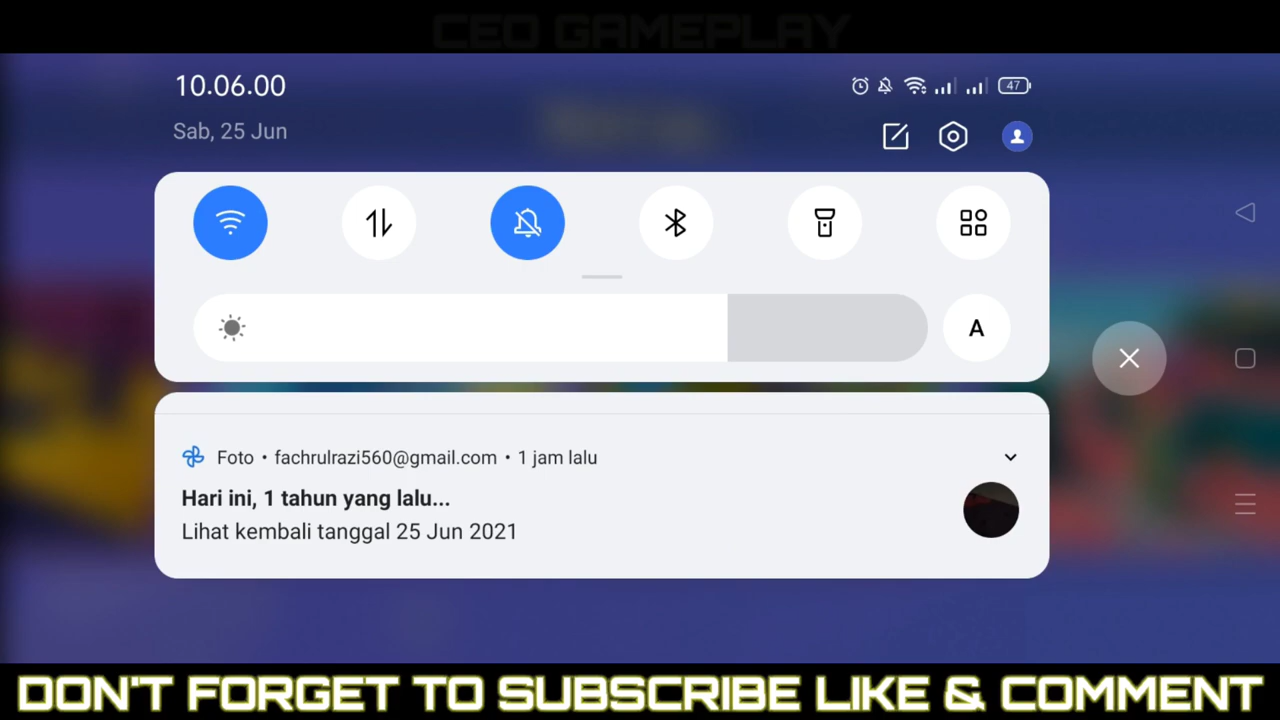 CEO GAMEPLAY
10.06.00
47
Sab, 25 Jun
A
Foto • fachrulrazi560@gmail.com • 1 jam lalu
Hari ini, 1 tahun yang lalu...
Lihat kembali tanggal 25 Jun 2021
DON'T FORGET TO SUBSCRIBE LIKE & COMMENT